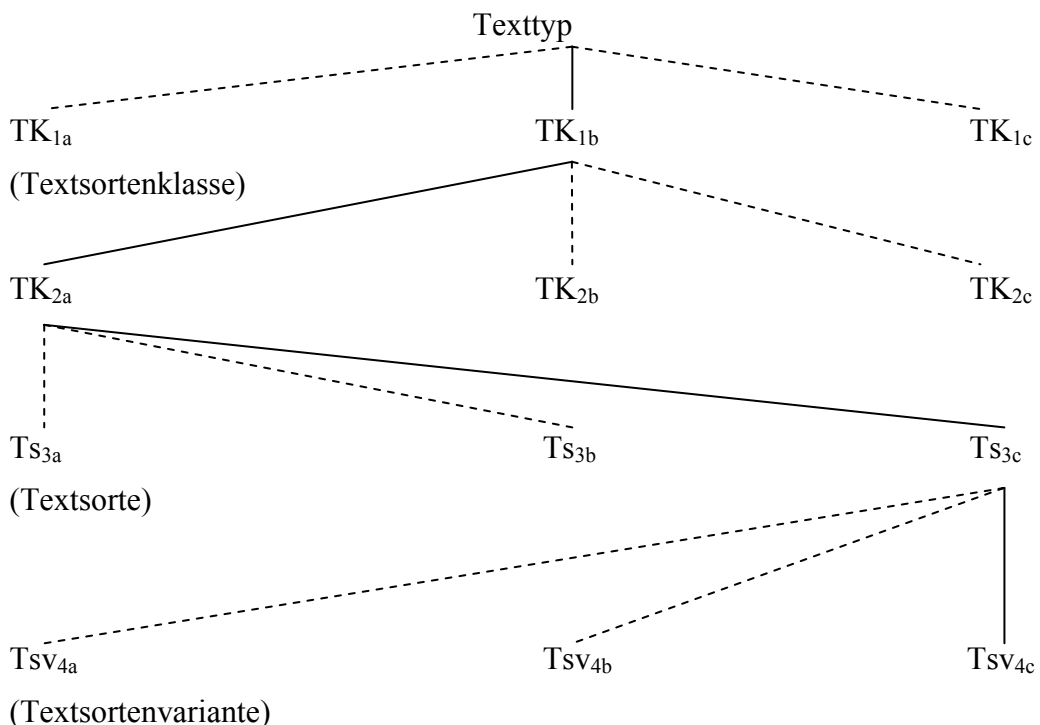 Texttyp
TK1a TK1b TK1c
(Textsortenklasse)
TK2a TK2b TK2c
Ts3a Ts3b Ts3c
(Textsorte)
Tsv4a Tsv4b Tsv4c
(Textsortenvariante)